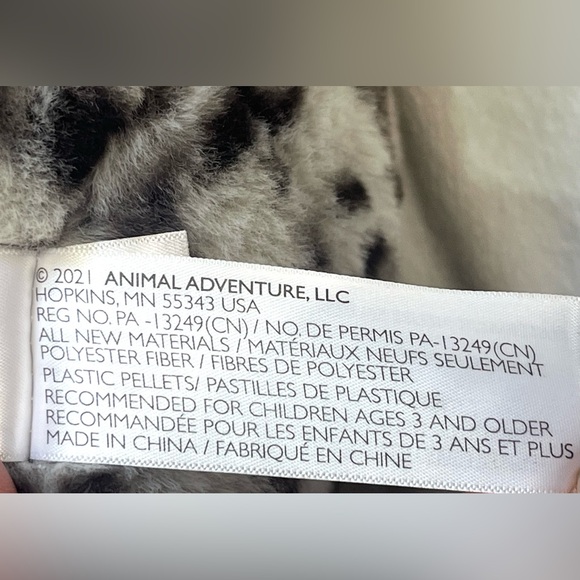 © 2021 ANIMAL ADVENTURE, LLC
HOPKINS, MN 55343 USA
REG NO. PA -13249(CN) / NO. DE PERMIS PA-13249(CN)
ALL NEW MATERIALS / MATÉRIAUX NEUFS SEULEMENT
POLYESTER FIBER / FIBRES DE POLYESTER
PLASTIC PELLETS/ PASTILLES DE PLASTIQUE
RECOMMENDED FOR CHILDREN AGES 3 AND OLDER
RECOMMANDÉE POUR LES ENFANTS DE 3 ANS ET PLUS
MADE IN CHINA / FABRIQUÉ EN CHINE